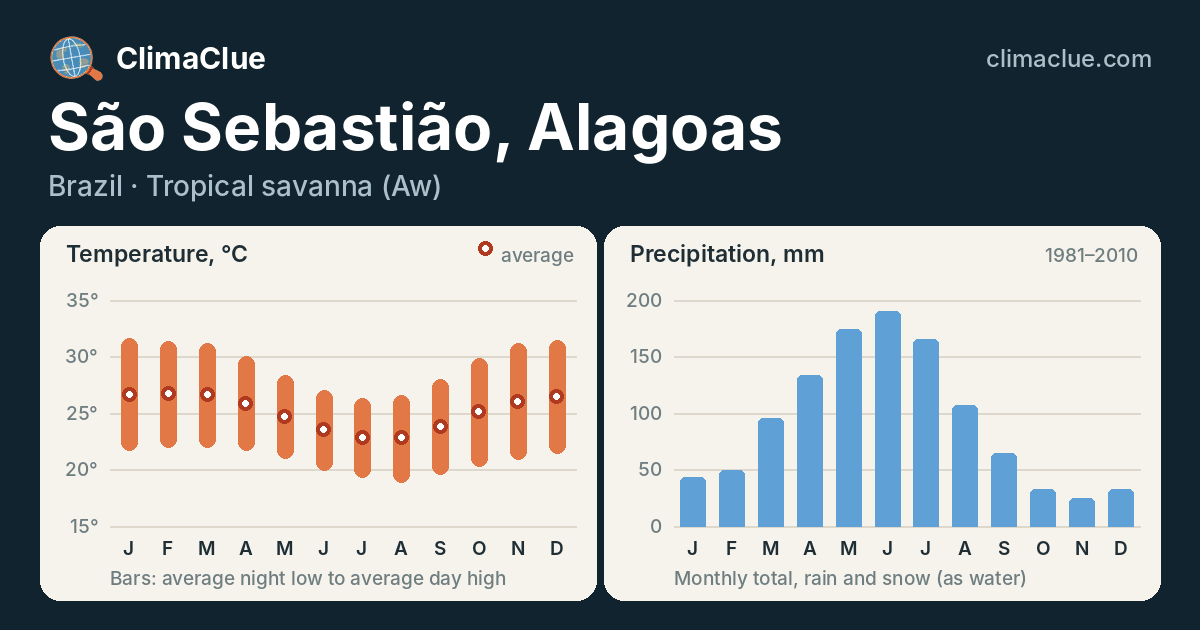 ClimaClue
climaclue.com
São Sebastião, Alagoas
Brazil · Tropical savanna (Aw)
Temperature, °C
average
35°
30°
25°
20°
15°
J F M A M J J A S O N D
Bars: average night low to average day high
Precipitation, mm
1981–2010
200
150
100
50
0
J F M A M J J A S O N D
Monthly total, rain and snow (as water)